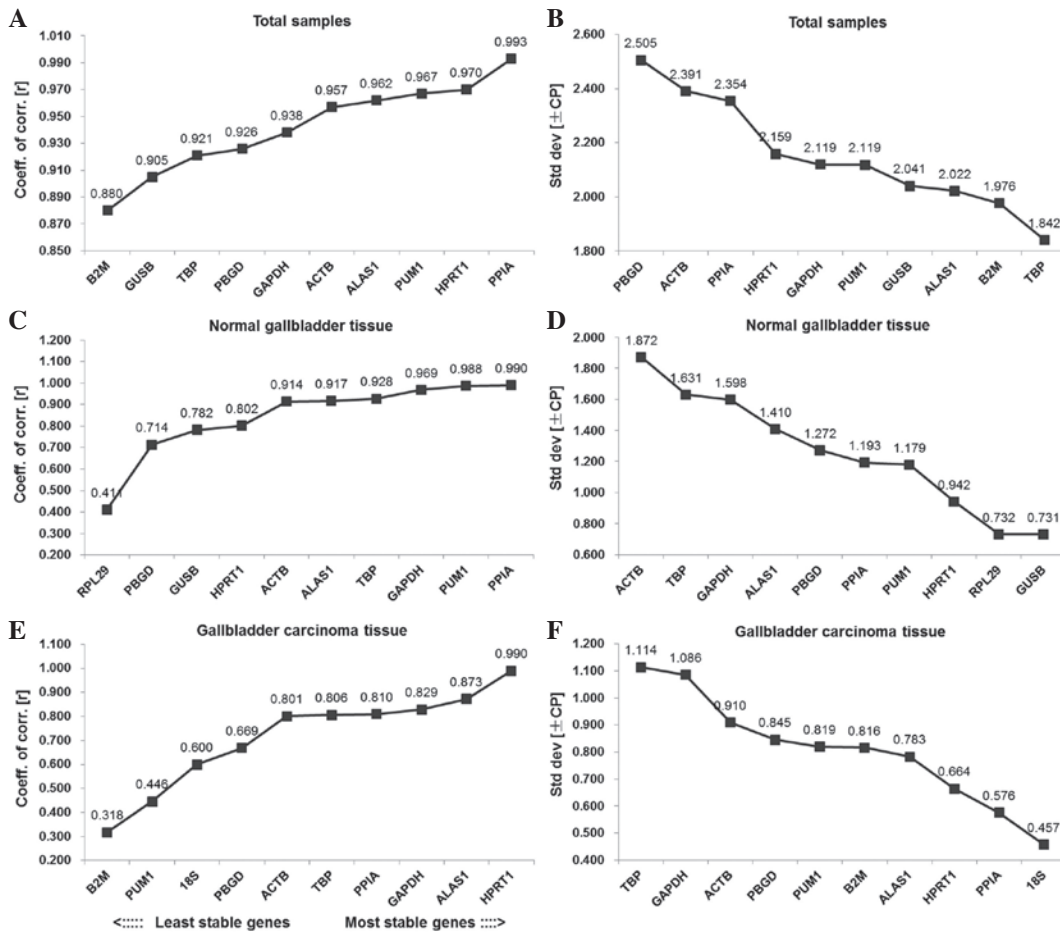 A
Total samples
Coeff. of corr. [r]
1.010
0.990
0.970
0.950
0.930
0.910
0.890
0.870
0.850
0.880
0.905
0.921
0.926
0.938
0.957
0.962
0.967
0.970
0.993
B2M
GUSB
TBP
PBGD
GAPDH
ACTB
ALAS1
PUM1
HPRT1
PPIA
B
Total samples
Std dev [±CP]
2.600
2.400
2.200
2.000
1.800
2.505
2.391
2.354
2.159
2.119
2.119
2.041
2.022
1.976
1.842
PBGD
ACTB
PPIA
HPRT1
GAPDH
PUM1
GUSB
ALAS1
B2M
TBP
C
Normal gallbladder tissue
Coeff. of corr. [r]
1.200
1.100
1.000
0.900
0.800
0.700
0.600
0.500
0.400
0.300
0.200
0.411
0.714
0.782
0.802
0.914
0.917
0.928
0.969
0.988
0.990
RPL29
PBGD
GUSB
HPRT1
ACTB
ALAS1
TBP
GAPDH
PUM1
PPIA
D
Normal gallbladder tissue
Std dev [±CP]
2.000
1.800
1.600
1.400
1.200
1.000
0.800
0.600
1.872
1.631
1.598
1.410
1.272
1.193
1.179
0.942
0.732
0.731
ACTB
TBP
GAPDH
ALAS1
PBGD
PPIA
PUM1
HPRT1
RPL29
GUSB
E
Gallbladder carcinoma tissue
Coeff. of corr. [r]
1.100
1.000
0.900
0.800
0.700
0.600
0.500
0.400
0.300
0.200
0.318
0.446
0.600
0.669
0.801
0.806
0.810
0.829
0.873
0.990
B2M
PUM1
18S
PBGD
ACTB
TBP
PPIA
GAPDH
ALAS1
HPRT1
<::::: Least stable genes Most stable genes ::::>
F
Gallbladder carcinoma tissue
Std dev [±CP]
1.200
1.100
1.000
0.900
0.800
0.700
0.600
0.500
0.400
1.114
1.086
0.910
0.845
0.819
0.816
0.783
0.664
0.576
0.457
TBP
GAPDH
ACTB
PBGD
PUM1
B2M
ALAS1
HPRT1
PPIA
18S